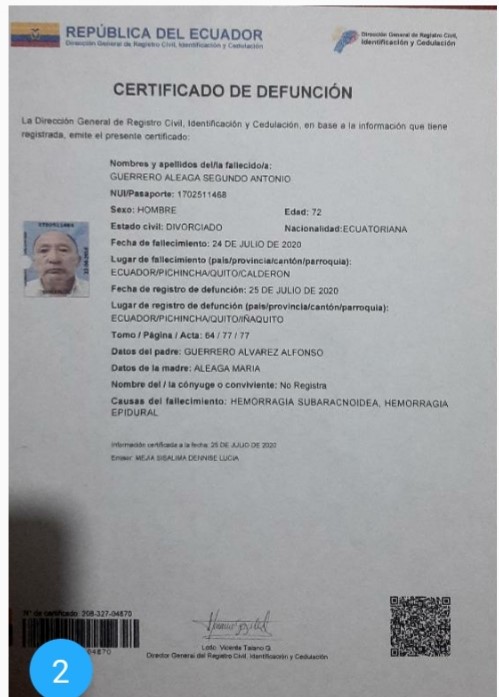 REPÚBLICA DEL ECUADOR
Dirección General de Registro Civil, Identificación y Cedulación
Dirección General de Registro Civil,
Identificación y Cedulación
CERTIFICADO DE DEFUNCIÓN
La Dirección General de Registro Civil, Identificación y Cedulación, en base a la información que tiene
registrada, emite el presente certificado:
Nombres y apellidos del/la fallecido/a:
GUERRERO ALEAGA SEGUNDO ANTONIO
NUI/Pasaporte: 1702511468
Sexo: HOMBRE Edad: 72
Estado civil: DIVORCIADO Nacionalidad:ECUATORIANA
Fecha de fallecimiento: 24 DE JULIO DE 2020
Lugar de fallecimiento (país/provincia/cantón/parroquia):
ECUADOR/PICHINCHA/QUITO/CALDERON
Fecha de registro de defunción: 25 DE JULIO DE 2020
Lugar de registro de defunción (país/provincia/cantón/parroquia):
ECUADOR/PICHINCHA/QUITO/IÑAQUITO
Tomo / Página / Acta: 64 / 77 / 77
Datos del padre: GUERRERO ALVAREZ ALFONSO
Datos de la madre: ALEAGA MARIA
Nombre del / la cónyuge o conviviente: No Registra
Causas del fallecimiento: HEMORRAGIA SUBARACNOIDEA, HEMORRAGIA
EPIDURAL
Información certificada a la fecha: 25 DE JULIO DE 2020
Emisor: MEJIA SIBALIMA DENNISE LUCIA
N° de certificado: 208-327-04870
04870
Lcdo. Vicente Taiano G.
Director General del Registro Civil, Identificación y Cedulación
2